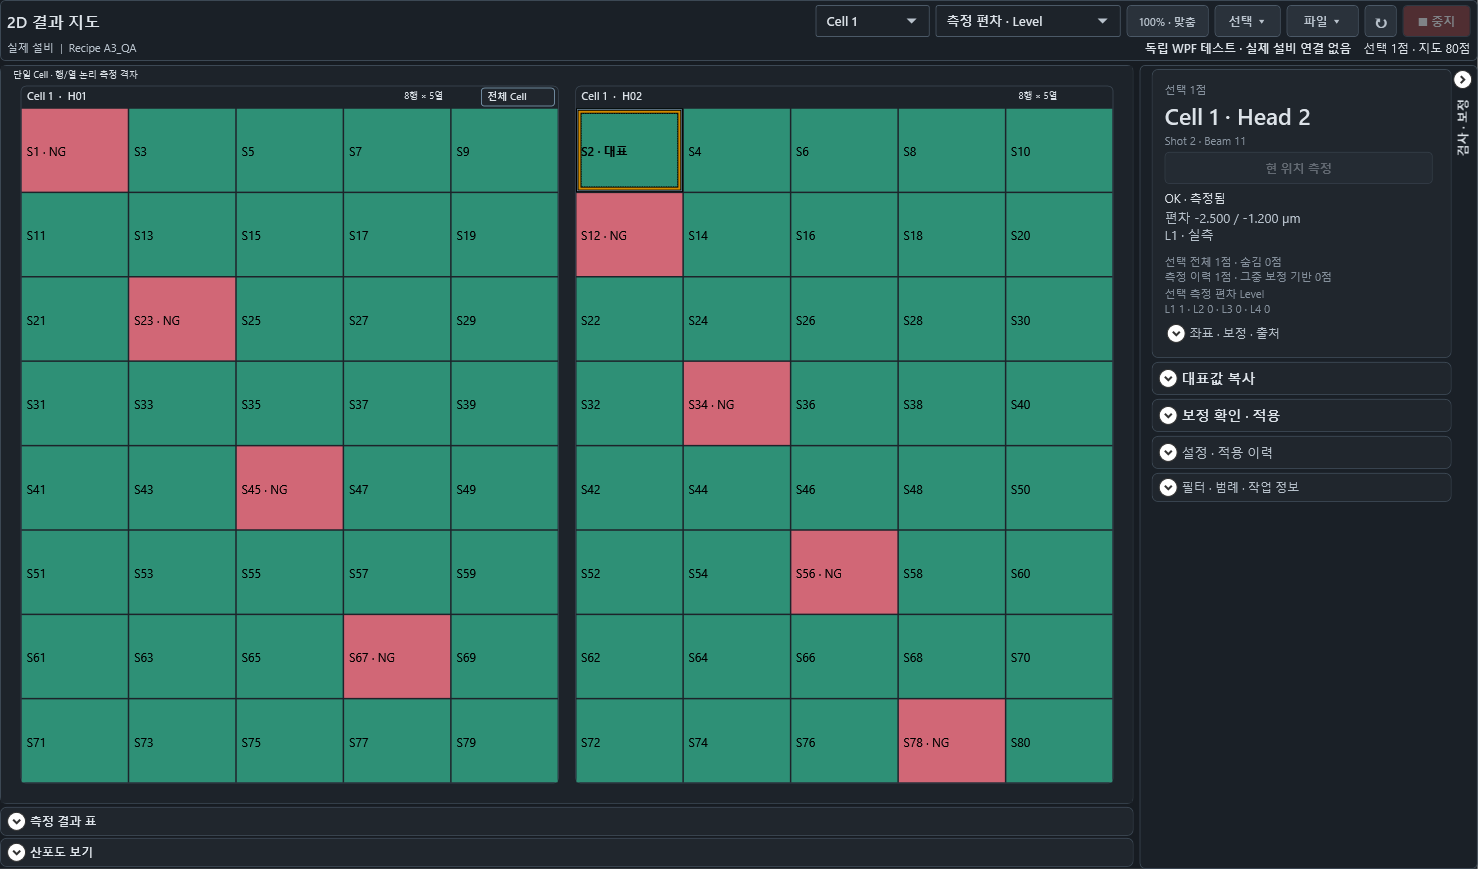 2D 결과 지도
Cell 1
측정 편차 · Level
100% · 맞춤
선택 ▾
파일 ▾
↻
■ 중지
실제 설비 | Recipe A3_QA
독립 WPF 테스트 · 실제 설비 연결 없음
선택 1점 · 지도 80점
단일 Cell · 행/열 논리 측정 격자
Cell 1 · H01
8행 × 5열
전체 Cell
S1 · NG
S3
S5
S7
S9
S11
S13
S15
S17
S19
S21
S23 · NG
S25
S27
S29
S31
S33
S35
S37
S39
S41
S43
S45 · NG
S47
S49
S51
S53
S55
S57
S59
S61
S63
S65
S67 · NG
S69
S71
S73
S75
S77
S79
Cell 1 · H02
8행 × 5열
S2 · 대표
S4
S6
S8
S10
S12 · NG
S14
S16
S18
S20
S22
S24
S26
S28
S30
S32
S34 · NG
S36
S38
S40
S42
S44
S46
S48
S50
S52
S54
S56 · NG
S58
S60
S62
S64
S66
S68
S70
S72
S74
S76
S78 · NG
S80
선택 1점
Cell 1 · Head 2
Shot 2 · Beam 11
현 위치 측정
OK · 측정됨
편차 -2.500 / -1.200 µm
L1 · 실측
선택 전체 1점 · 숨김 0점
측정 이력 1점 · 그중 보정 기반 0점
선택 측정 편차 Level
L1 1 · L2 0 · L3 0 · L4 0
좌표 · 보정 · 출처
대표값 복사
보정 확인 · 적용
설정 · 적용 이력
필터 · 범례 · 작업 정보
검사 · 보정
측정 결과 표
산포도 보기